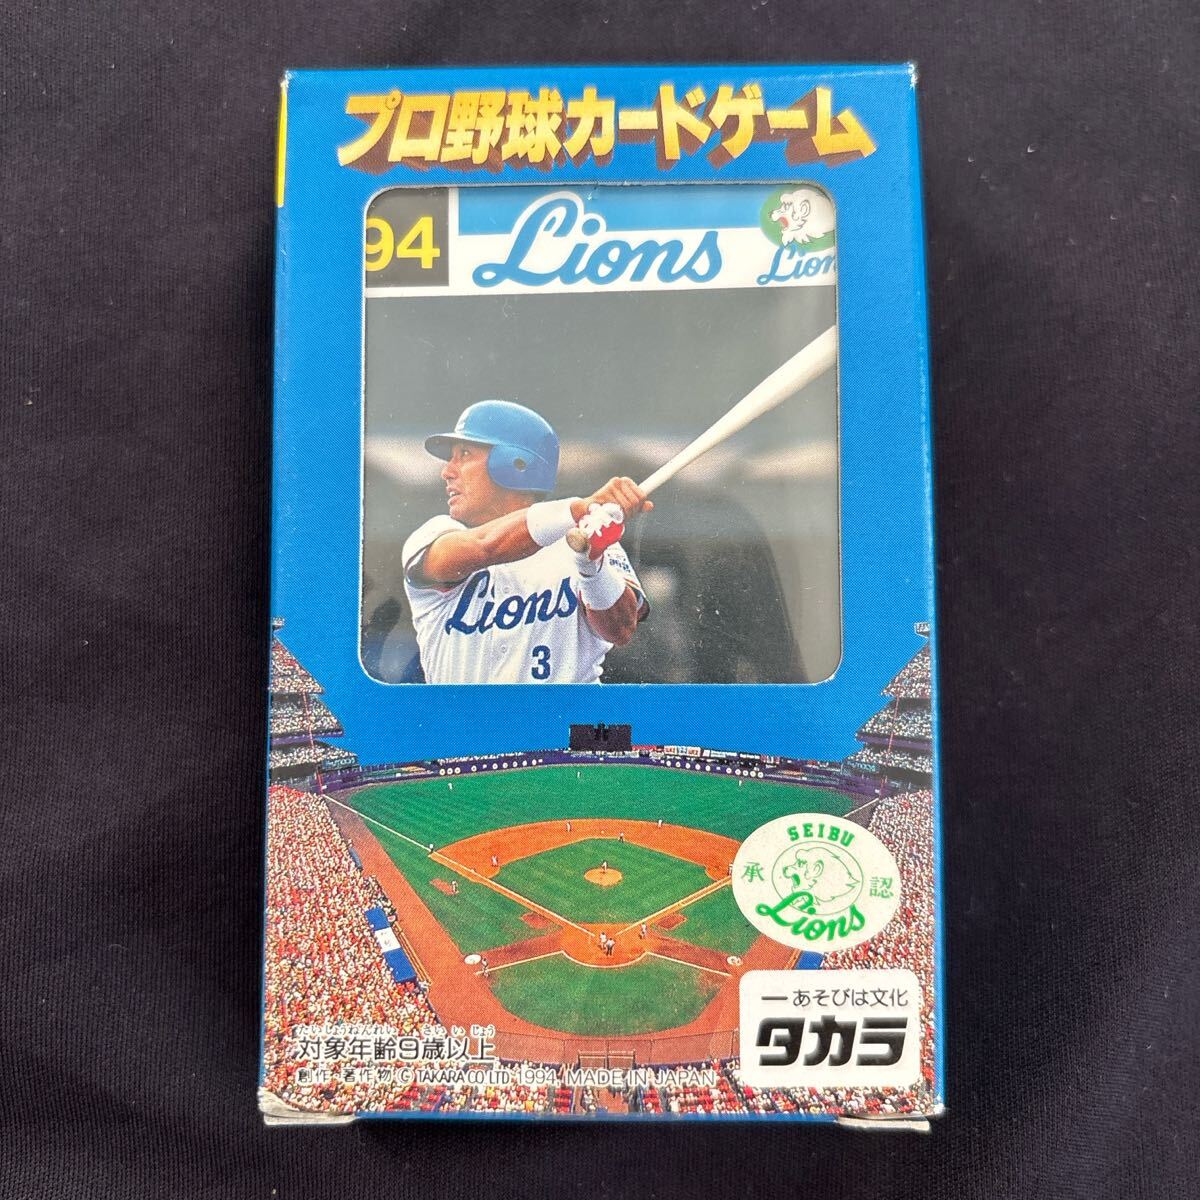 プロ野球カードゲーム
94
Lions
Lion
Lions
3
SEIBU
承認
Lions
ーあそびは文化
タカラ
たいしょうねんれい さい いじょう
対象年齢9歳以上
創作・著作物 © TAKARA CO.,LTD. 1994, MADE IN JAPAN